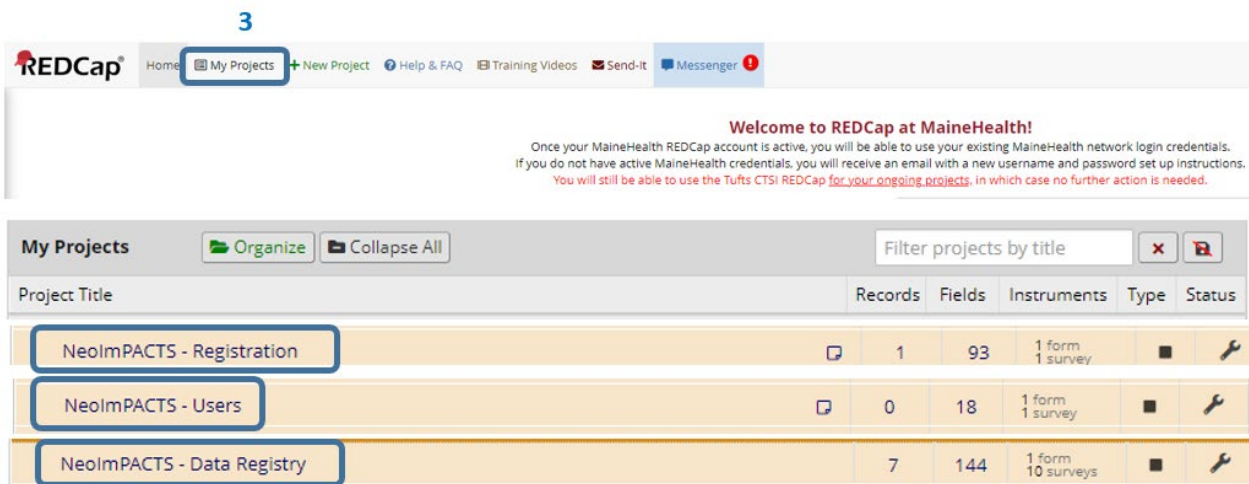 3
REDCap® Home My Projects + New Project Help & FAQ Training Videos Send-It Messenger
Welcome to REDCap at MaineHealth!
Once your MaineHealth REDCap account is active, you will be able to use your existing MaineHealth network login credentials.
If you do not have active MaineHealth credentials, you will receive an email with a new username and password set up instructions.
You will still be able to use the Tufts CTSI REDCap for your ongoing projects, in which case no further action is needed.
My Projects Organize Collapse All Filter projects by title
Project Title Records Fields Instruments Type Status
NeoImPACTS - Registration 1 93 1 form
1 survey
NeoImPACTS - Users 0 18 1 form
1 survey
NeoImPACTS - Data Registry 7 144 1 form
10 surveys